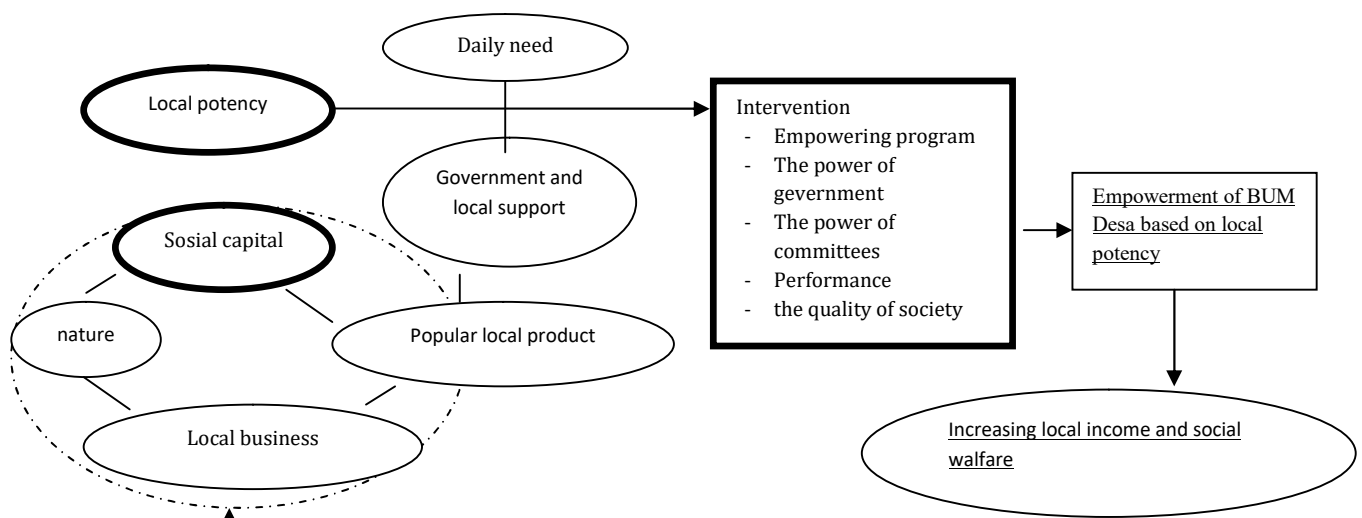 Daily need
Local potency
Government and
local support
Sosial capital
nature
Popular local product
Local business
Intervention
- Empowering program
- The power of
gevernment
- The power of
committees
- Performance
- the quality of society
Empowerment of BUM
Desa based on local
potency
Increasing local income and social
walfare